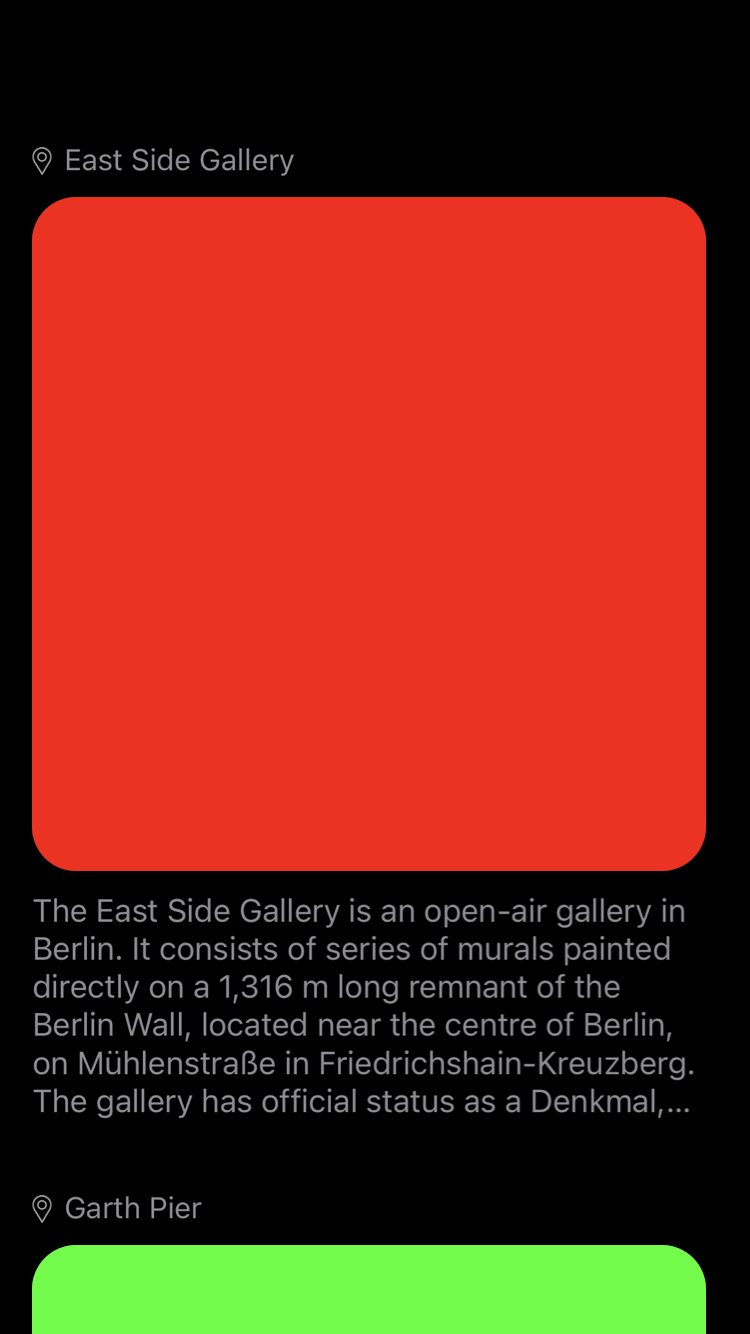 East Side Gallery
The East Side Gallery is an open-air gallery in
Berlin. It consists of series of murals painted
directly on a 1,316 m long remnant of the
Berlin Wall, located near the centre of Berlin,
on Mühlenstraße in Friedrichshain-Kreuzberg.
The gallery has official status as a Denkmal,...
Garth Pier